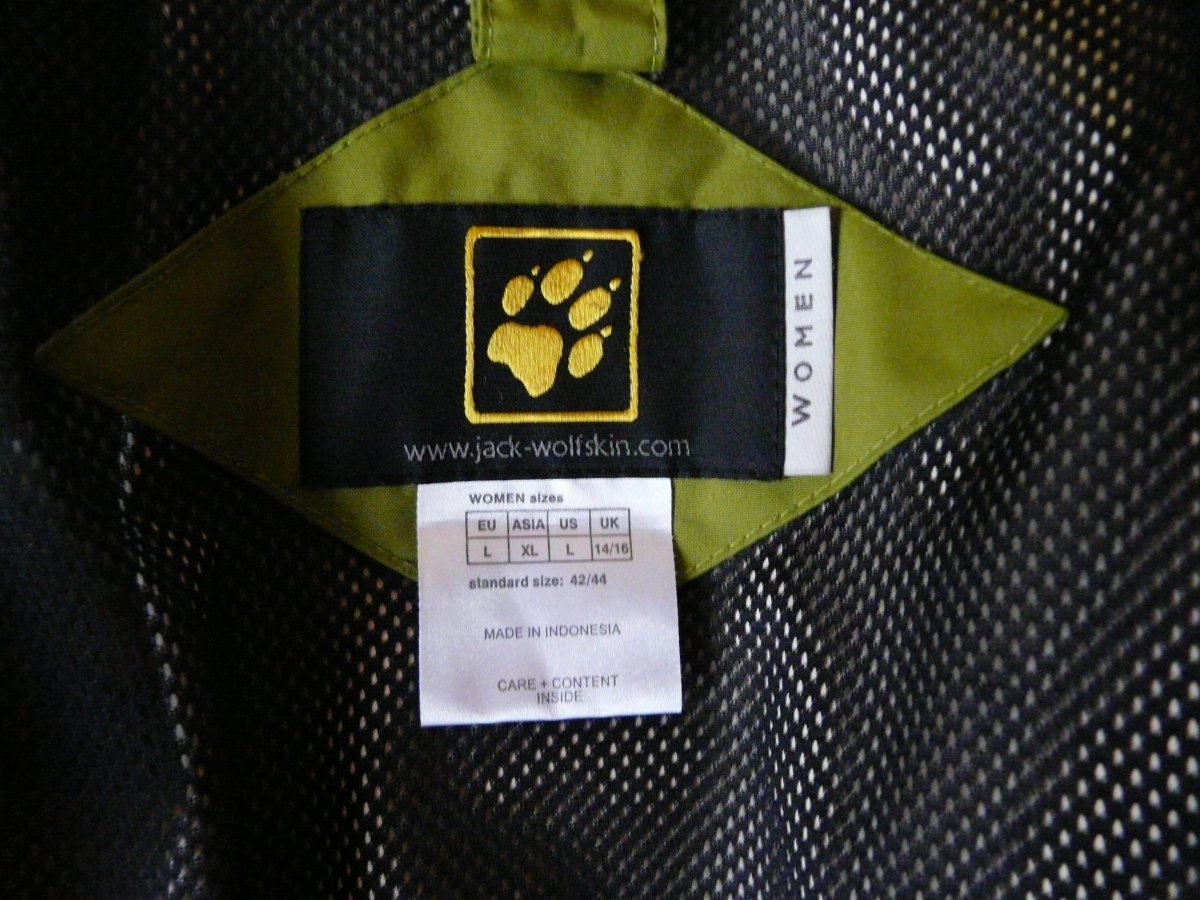 www.jack-wolfskin.com
WOMEN
WOMEN sizes
EU ASIA US UK
L XL L 14/16
standard size: 42/44
MADE IN INDONESIA
CARE + CONTENT
INSIDE